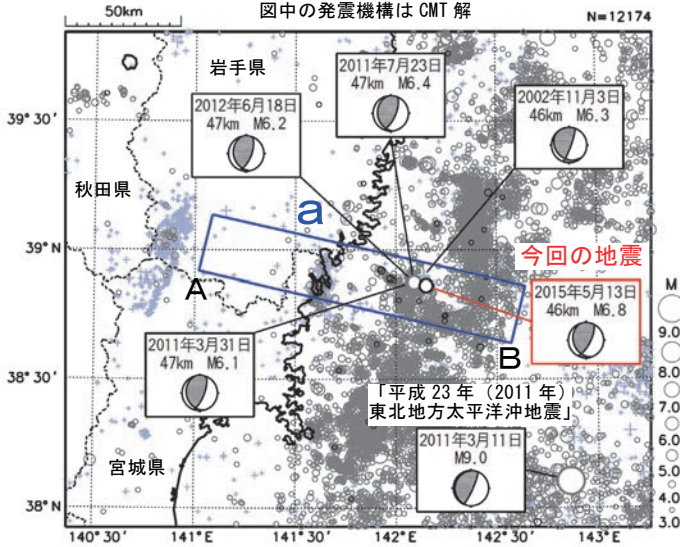 50km
図中の発震機構は CMT 解
N=12174
岩手県
2011年7月23日
47km M6.4
2012年6月18日
47km M6.2
2002年11月3日
46km M6.3
39°30'
秋田県
a
39°N
今回の地震
A
2015年5月13日
46km M6.8
M
9.0
8.0
7.0
6.0
5.0
4.0
3.0
B
2011年3月31日
47km M6.1
38°30'
「平成 23 年（2011 年）
東北地方太平洋沖地震」
2011年3月11日
M9.0
宮城県
38°N
140°30'
141°E
141°30'
142°E
142°30'
143°E